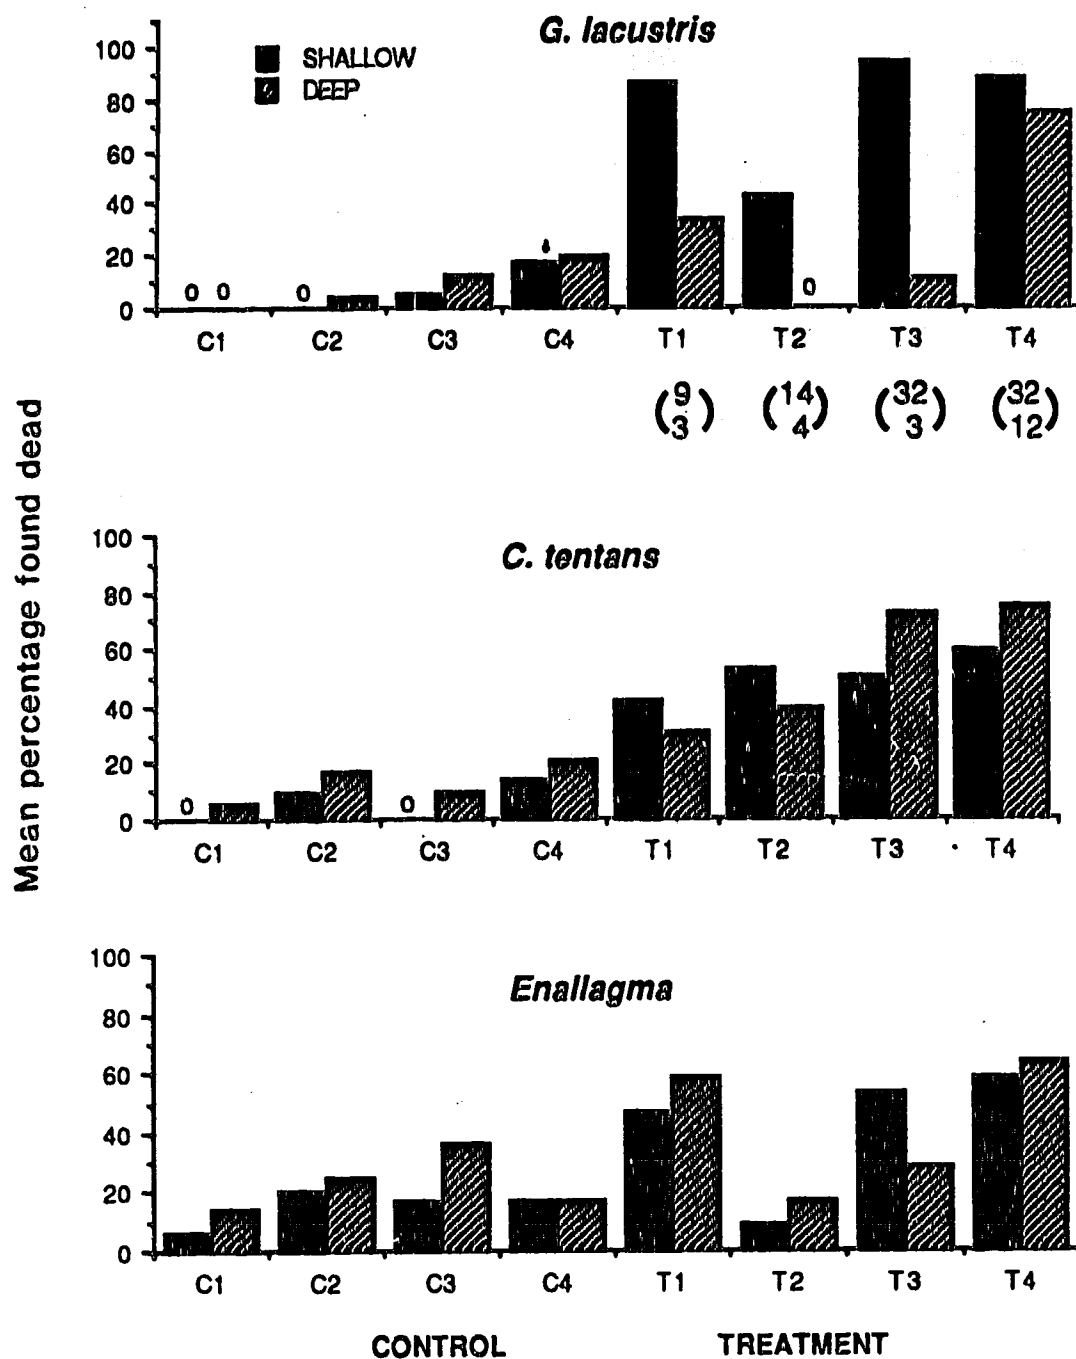 G. lacustris
SHALLOW
DEEP
100
80
60
40
20
0
0 0 0 0
C1 C2 C3 C4 T1 T2 T3 T4
(9 3) (14 4) (32 3) (32 12)
Mean percentage found dead
C. tentans
100
80
60
40
20
0
0 0
C1 C2 C3 C4 T1 T2 T3 T4
Enallagma
100
80
60
40
20
0
C1 C2 C3 C4 T1 T2 T3 T4
CONTROL TREATMENT